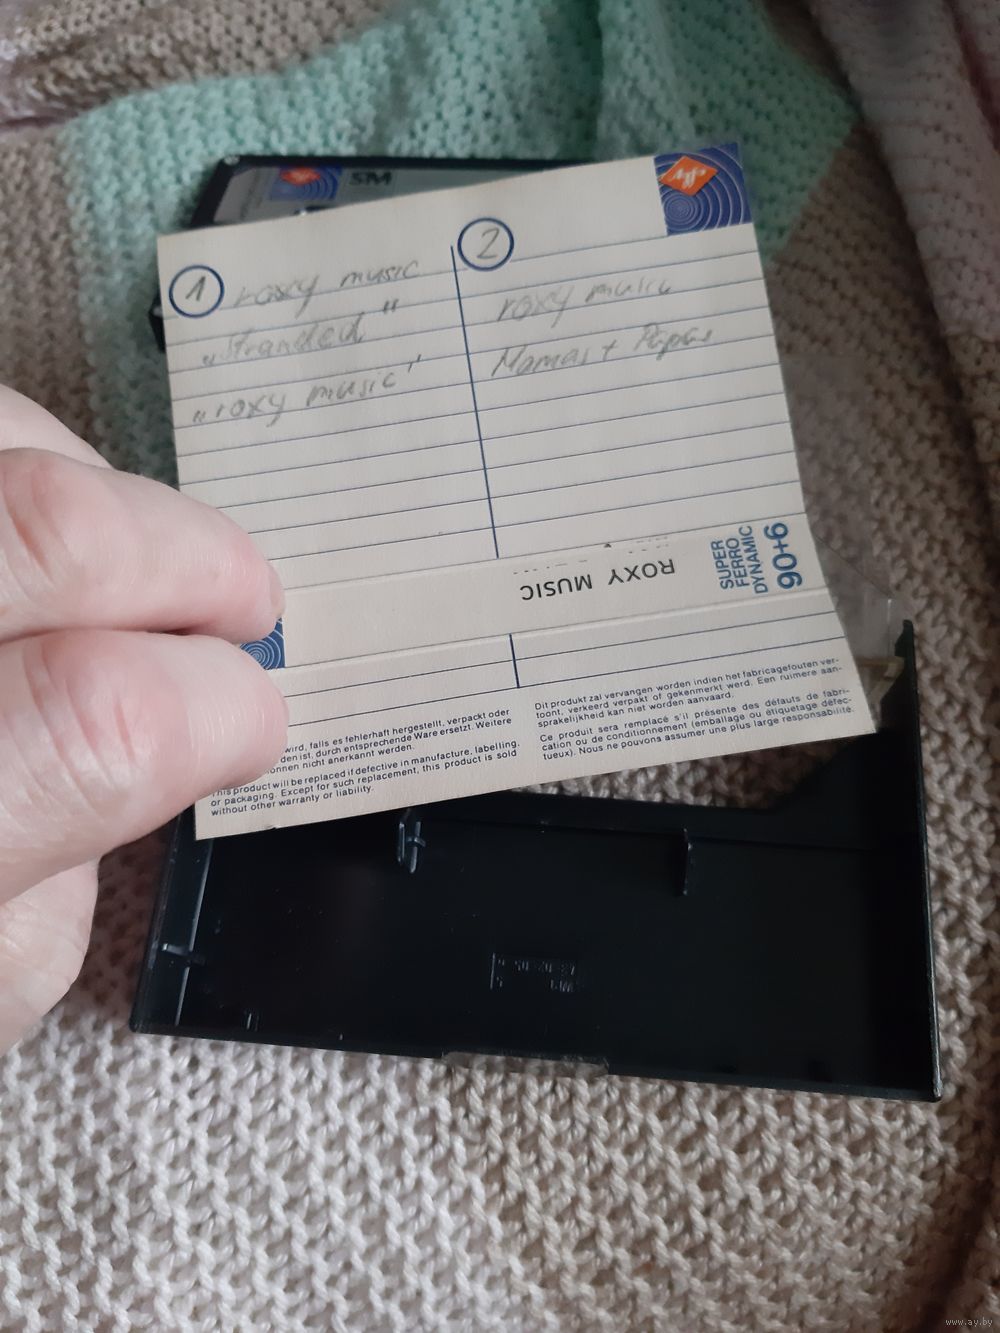 SM
1 roxy music
„Stranded"
„roxy music"
2
roxy music
Mamas + Papas
ROXY MUSIC
SUPER
FERRO
DYNAMIC
90+6
wird, falls es fehlerhaft hergestellt, verpackt oder
den ist, durch entsprechende Ware ersetzt. Weitere
können nicht anerkannt werden.
This product will be replaced if defective in manufacture, labelling,
or packaging. Except for such replacement, this product is sold
without other warranty or liability.
Dit produkt zal vervangen worden indien het fabricagefouten ver-
toont, verkeerd verpakt of gekenmerkt werd. Een ruimere aan-
sprakelijkheid kan niet worden aanvaard.
Ce produit sera remplacé s'il présente des défauts de fabri-
cation ou de conditionnement (emballage ou étiquetage défec-
tueux). Nous ne pouvons assumer une plus large responsabilité.
www.ay.by